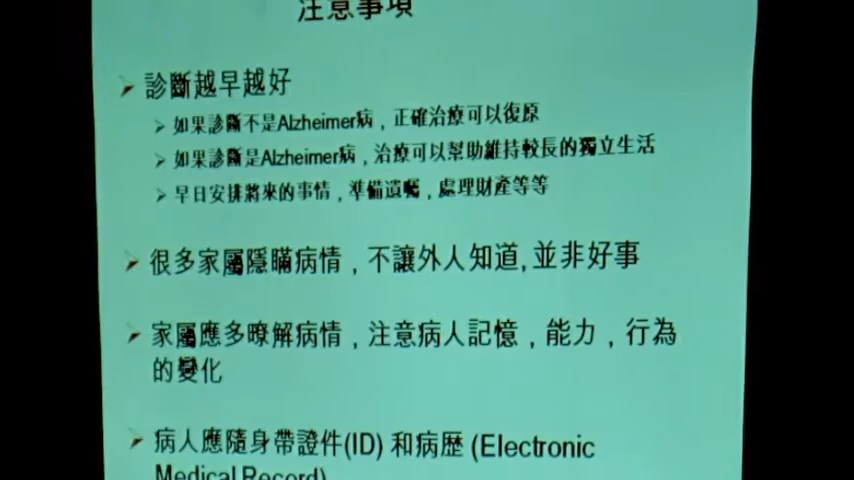 注意事項
診斷越早越好
如果診斷不是Alzheimer病，正確治療可以復原
如果診斷是Alzheimer病，治療可以幫助維持較長的獨立生活
早日安排將來的事情，準備遺囑，處理財產等等
很多家屬隱瞞病情，不讓外人知道, 並非好事
家屬應多瞭解病情，注意病人記憶，能力，行為
的變化
病人應隨身帶證件(ID) 和病歷 (Electronic
Medical Record)